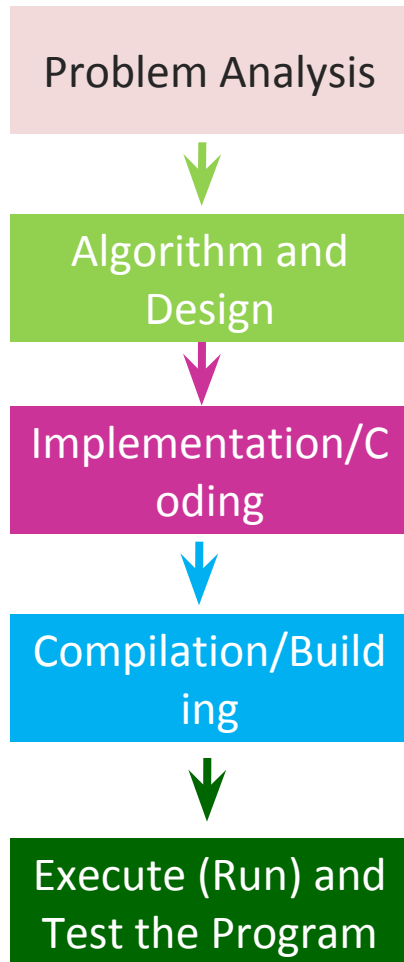 Problem Analysis
Algorithm and
Design
Implementation/C
oding
Compilation/Build
ing
Execute (Run) and
Test the Program